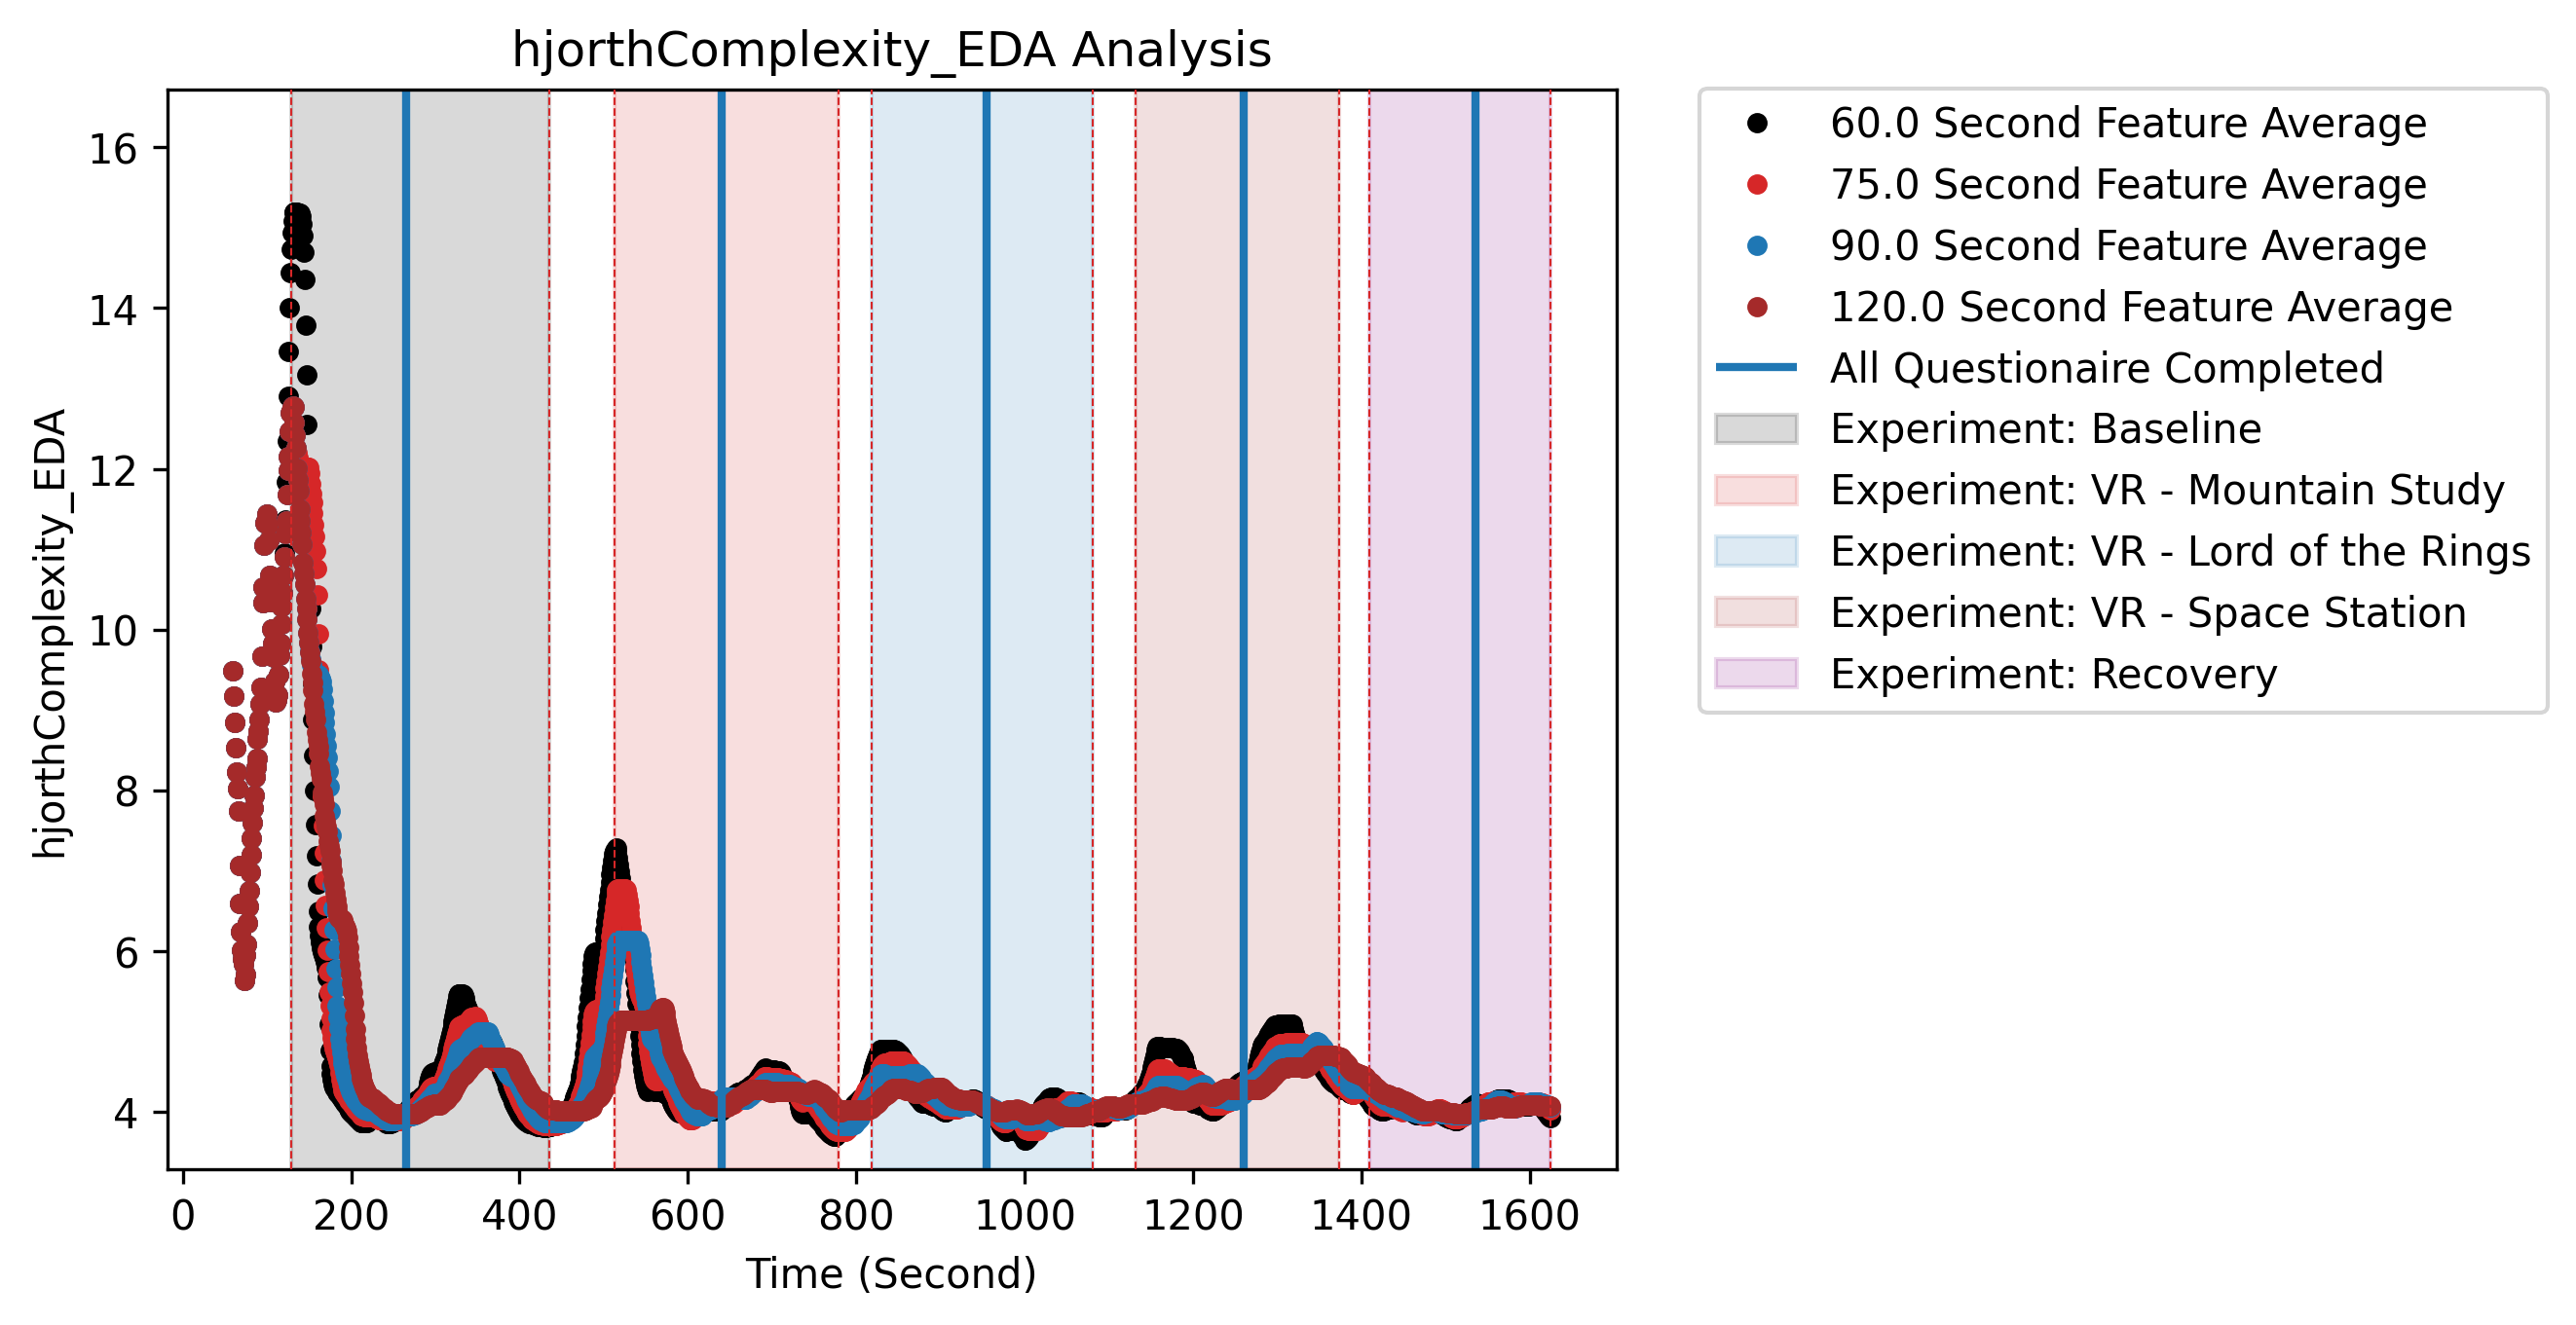 hjorthComplexity_EDA Analysis
hjorthComplexity_EDA
16
14
12
10
8
6
4
0
200
400
600
800
1000
1200
1400
1600
Time (Second)
60.0 Second Feature Average
75.0 Second Feature Average
90.0 Second Feature Average
120.0 Second Feature Average
All Questionaire Completed
Experiment: Baseline
Experiment: VR - Mountain Study
Experiment: VR - Lord of the Rings
Experiment: VR - Space Station
Experiment: Recovery